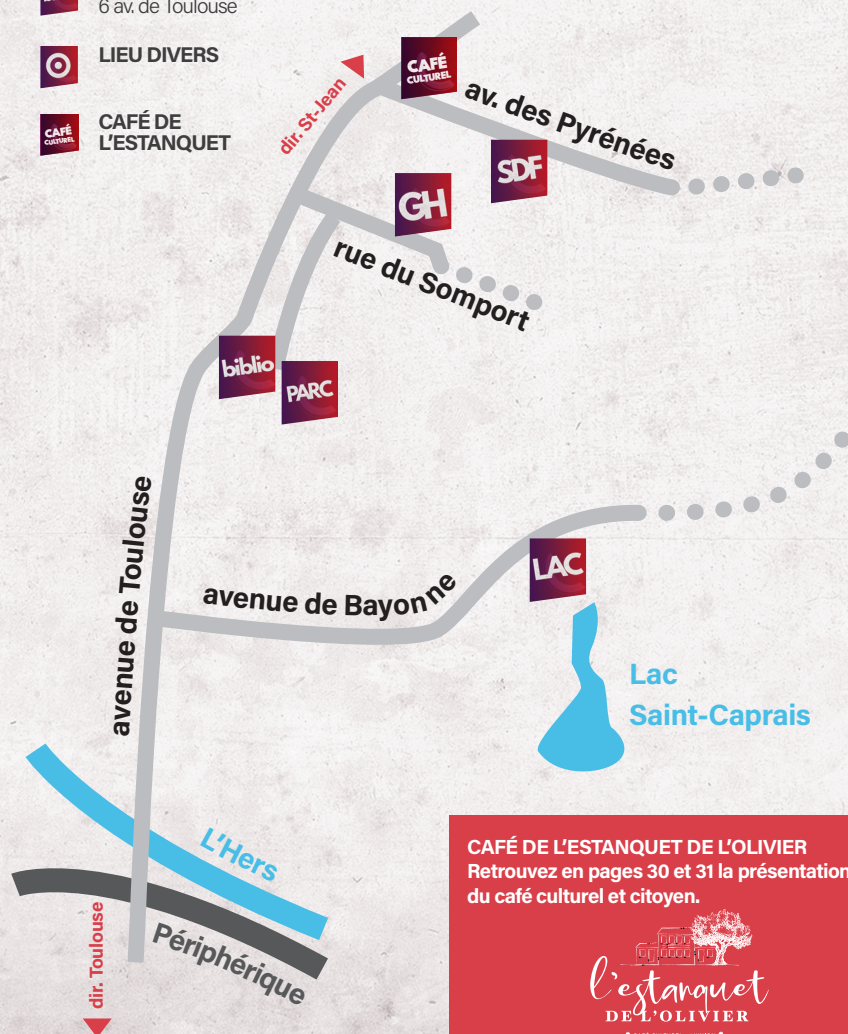 6 av. de Toulouse
LIEU DIVERS
CAFÉ
CULTUREL
CAFÉ DE
L'ESTANQUET
dir. St-Jean
CAFÉ
CULTUREL
av. des Pyrénées
SDF
GH
rue du Somport
biblio
PARC
avenue de Toulouse
avenue de Bayonne
LAC
Lac
Saint-Caprais
L'Hers
Périphérique
dir. Toulouse
CAFÉ DE L'ESTANQUET DE L'OLIVIER
Retrouvez en pages 30 et 31 la présentation
du café culturel et citoyen.
l'estanquet
DE L'OLIVIER